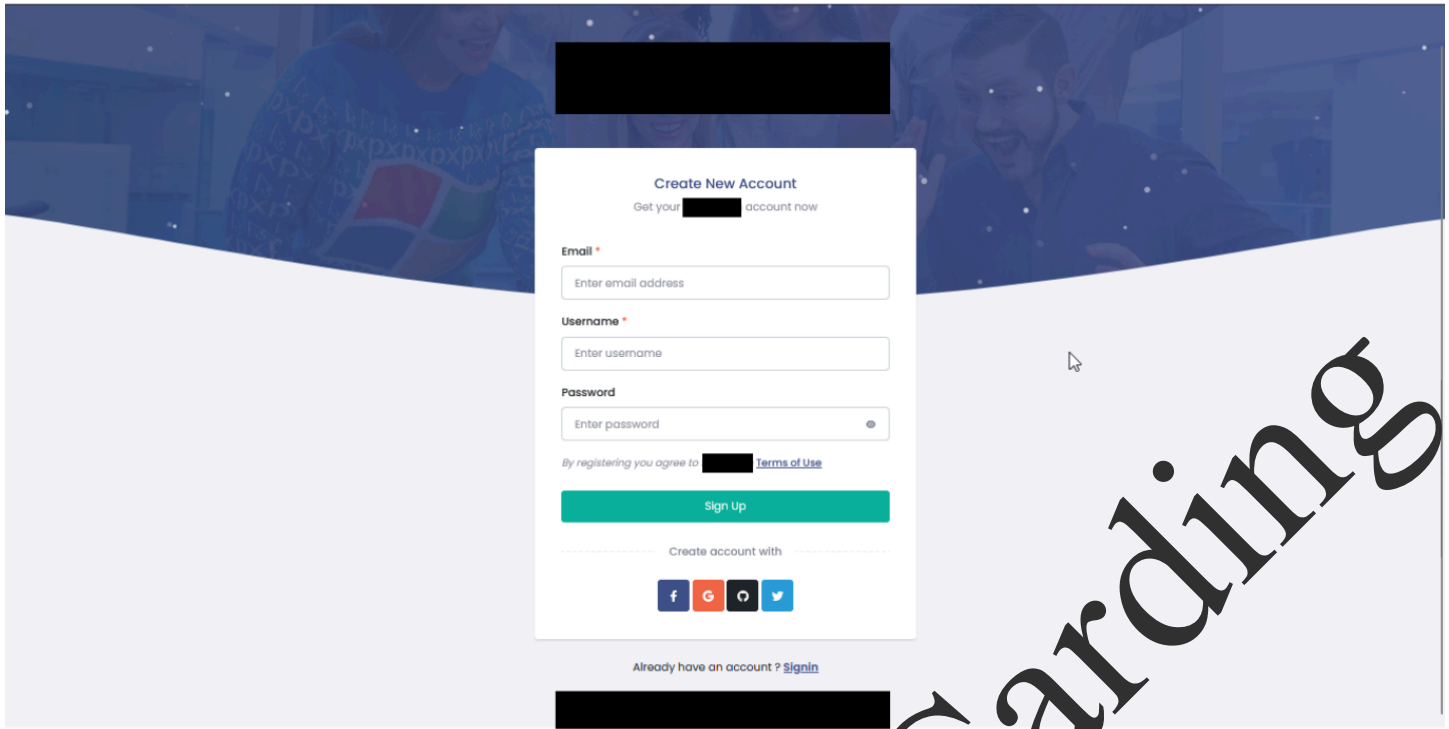 Create New Account
Get your account now
Email *
Enter email address
Username *
Enter username
Password
Enter password
By registering you agree to Terms of Use
Sign Up
Create account with
f G
Already have an account ? Signin
Carding